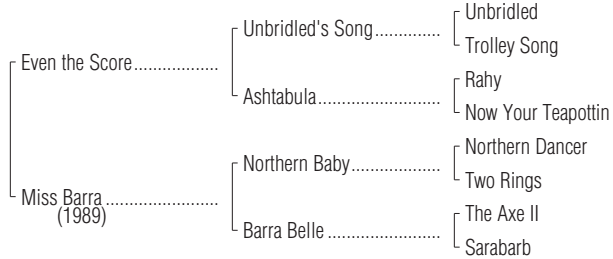 Unbridled
Unbridled's Song..............
Trolley Song
Even the Score..................
Rahy
Ashtabula..........................
Now Your Teapottin
Northern Dancer
Northern Baby...................
Two Rings
Miss Barra ........................
(1989)
The Axe II
Barra Belle ........................
Sarabarb